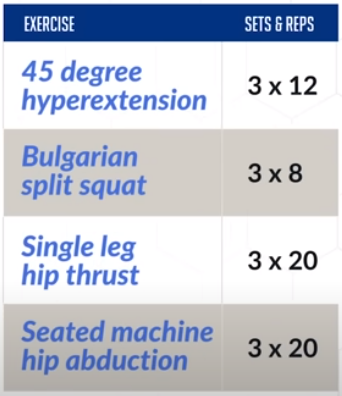 EXERCISE SETS & REPS
45 degree
hyperextension
3 x 12
Bulgarian
split squat
3 x 8
Single leg
hip thrust
3 x 20
Seated machine
hip abduction
3 x 20